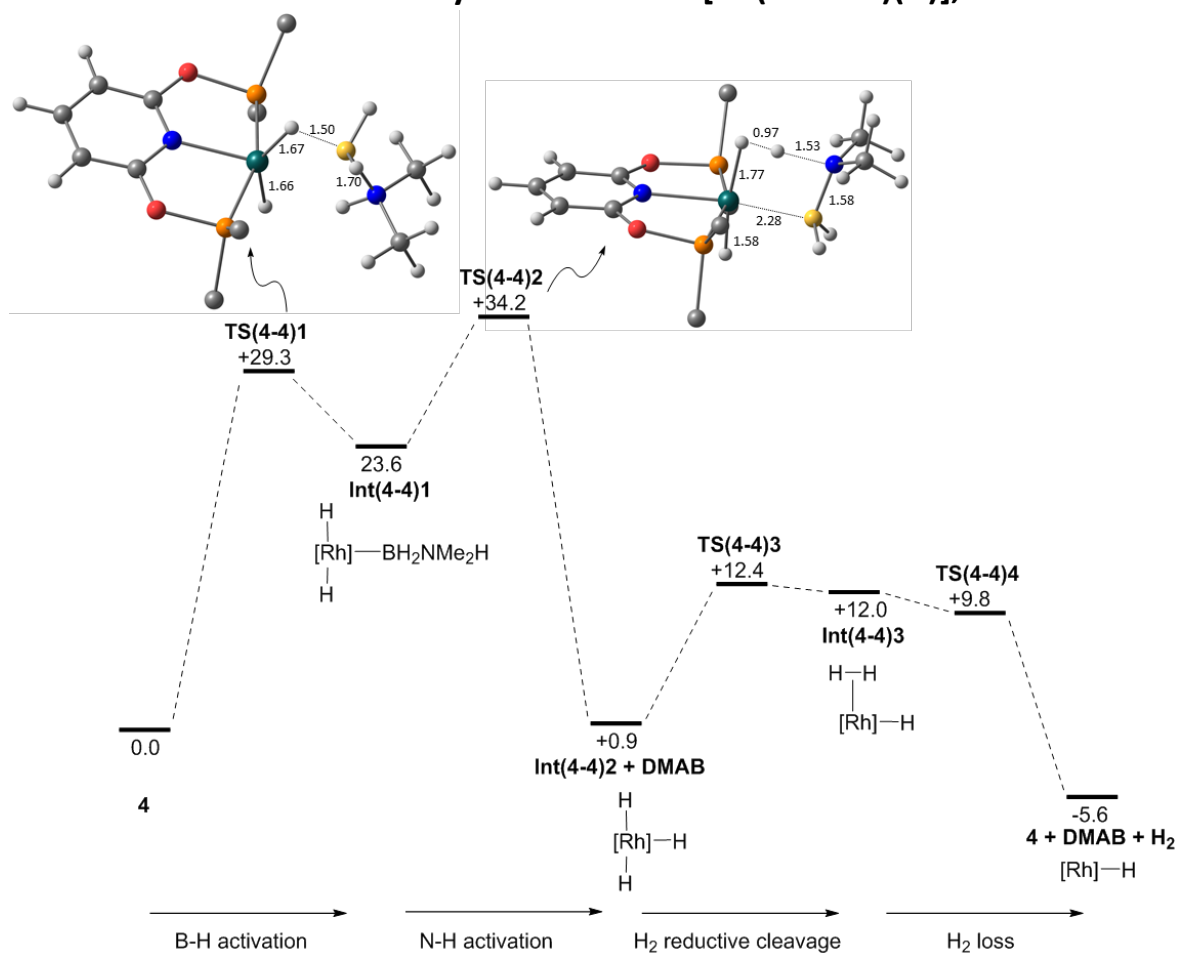 1.50
1.67
1.70
1.66
0.97
1.53
1.77
1.58
2.28
1.58
TS(4-4)2
+34.2
TS(4-4)1
+29.3
23.6
Int(4-4)1
H
[Rh]—BH2NMe2H
H
TS(4-4)3
+12.4
+12.0
Int(4-4)3
H—H
[Rh]—H
TS(4-4)4
+9.8
0.0
4
+0.9
Int(4-4)2 + DMAB
H
[Rh]—H
H
-5.6
4 + DMAB + H2
[Rh]—H
B-H activation
N-H activation
H2 reductive cleavage
H2 loss